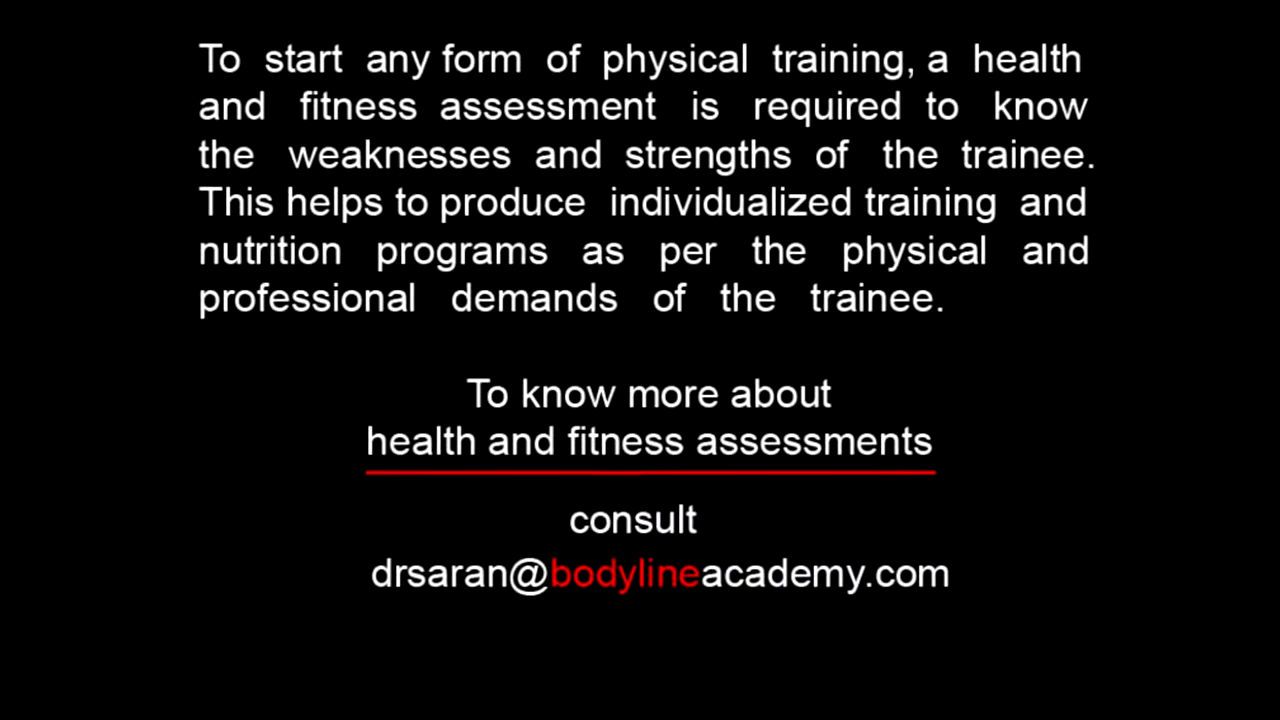 To start any form of physical training, a health
and fitness assessment is required to know
the weaknesses and strengths of the trainee.
This helps to produce individualized training and
nutrition programs as per the physical and
professional demands of the trainee.
To know more about
health and fitness assessments
consult
drsaran@bodylineacademy.com